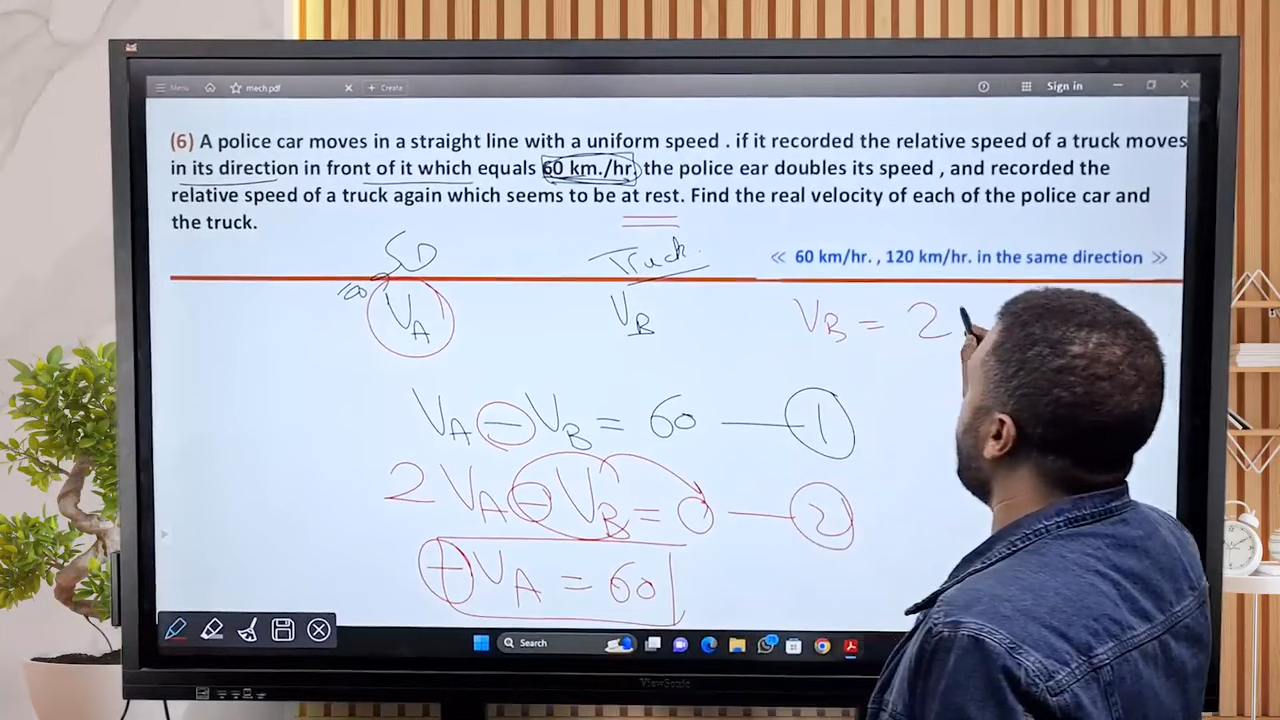 Menu
mech.pdf
Create
Sign in
(6) A police car moves in a straight line with a uniform speed . if it recorded the relative speed of a truck moves
in its direction in front of it which equals 60 km./hr. the police ear doubles its speed , and recorded the
relative speed of a truck again which seems to be at rest. Find the real velocity of each of the police car and
the truck.
« 60 km/hr. , 120 km/hr. in the same direction »
Truck
VA
VB
VB = 2
VA - VB = 60 1
2 VA - VB = 0 2
- VA = 60
Search
ViewSonic